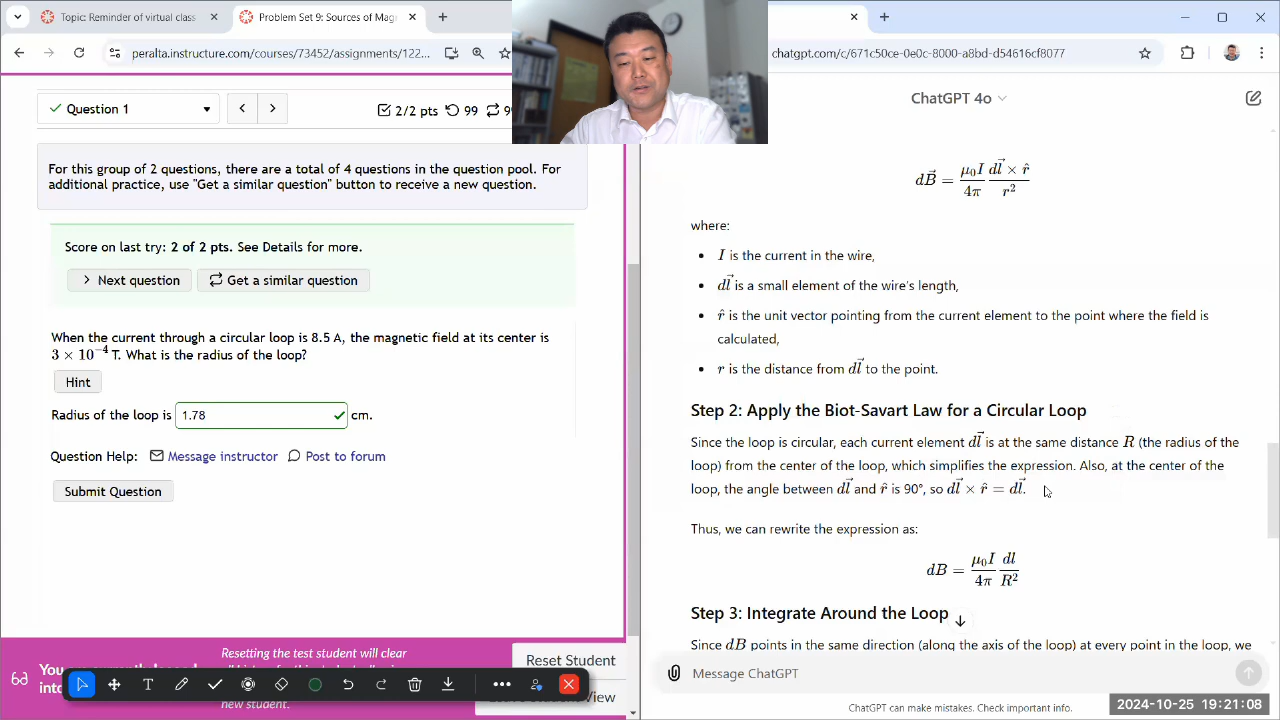 Topic: Reminder of virtual class
Problem Set 9: Sources of Mag
peralta.instructure.com/courses/73452/assignments/122...
chatgpt.com/c/671c50ce-0e0c-8000-a8bd-d54616cf8077
Question 1
2/2 pts
99
For this group of 2 questions, there are a total of 4 questions in the question pool. For
additional practice, use "Get a similar question" button to receive a new question.
Score on last try: 2 of 2 pts. See Details for more.
Next question
Get a similar question
When the current through a circular loop is 8.5 A, the magnetic field at its center is
3 × 10⁻⁴ T. What is the radius of the loop?
Hint
Radius of the loop is 1.78 cm.
Question Help: Message instructor Post to forum
Submit Question
Resetting the test student will clear
new student.
Reset Student
View
ChatGPT 4o
dB⃗ = μ₀I/4π dl⃗ × r̂/r²
where:
• I is the current in the wire,
• dl⃗ is a small element of the wire's length,
• r̂ is the unit vector pointing from the current element to the point where the field is
calculated,
• r is the distance from dl⃗ to the point.
Step 2: Apply the Biot-Savart Law for a Circular Loop
Since the loop is circular, each current element dl⃗ is at the same distance R (the radius of the
loop) from the center of the loop, which simplifies the expression. Also, at the center of the
loop, the angle between dl⃗ and r̂ is 90°, so dl⃗ × r̂ = dl⃗.
Thus, we can rewrite the expression as:
dB = μ₀I/4π dl/R²
Step 3: Integrate Around the Loop
Since dB points in the same direction (along the axis of the loop) at every point in the loop, we
Message ChatGPT
ChatGPT can make mistakes. Check important info.
2024-10-25 19:21:08